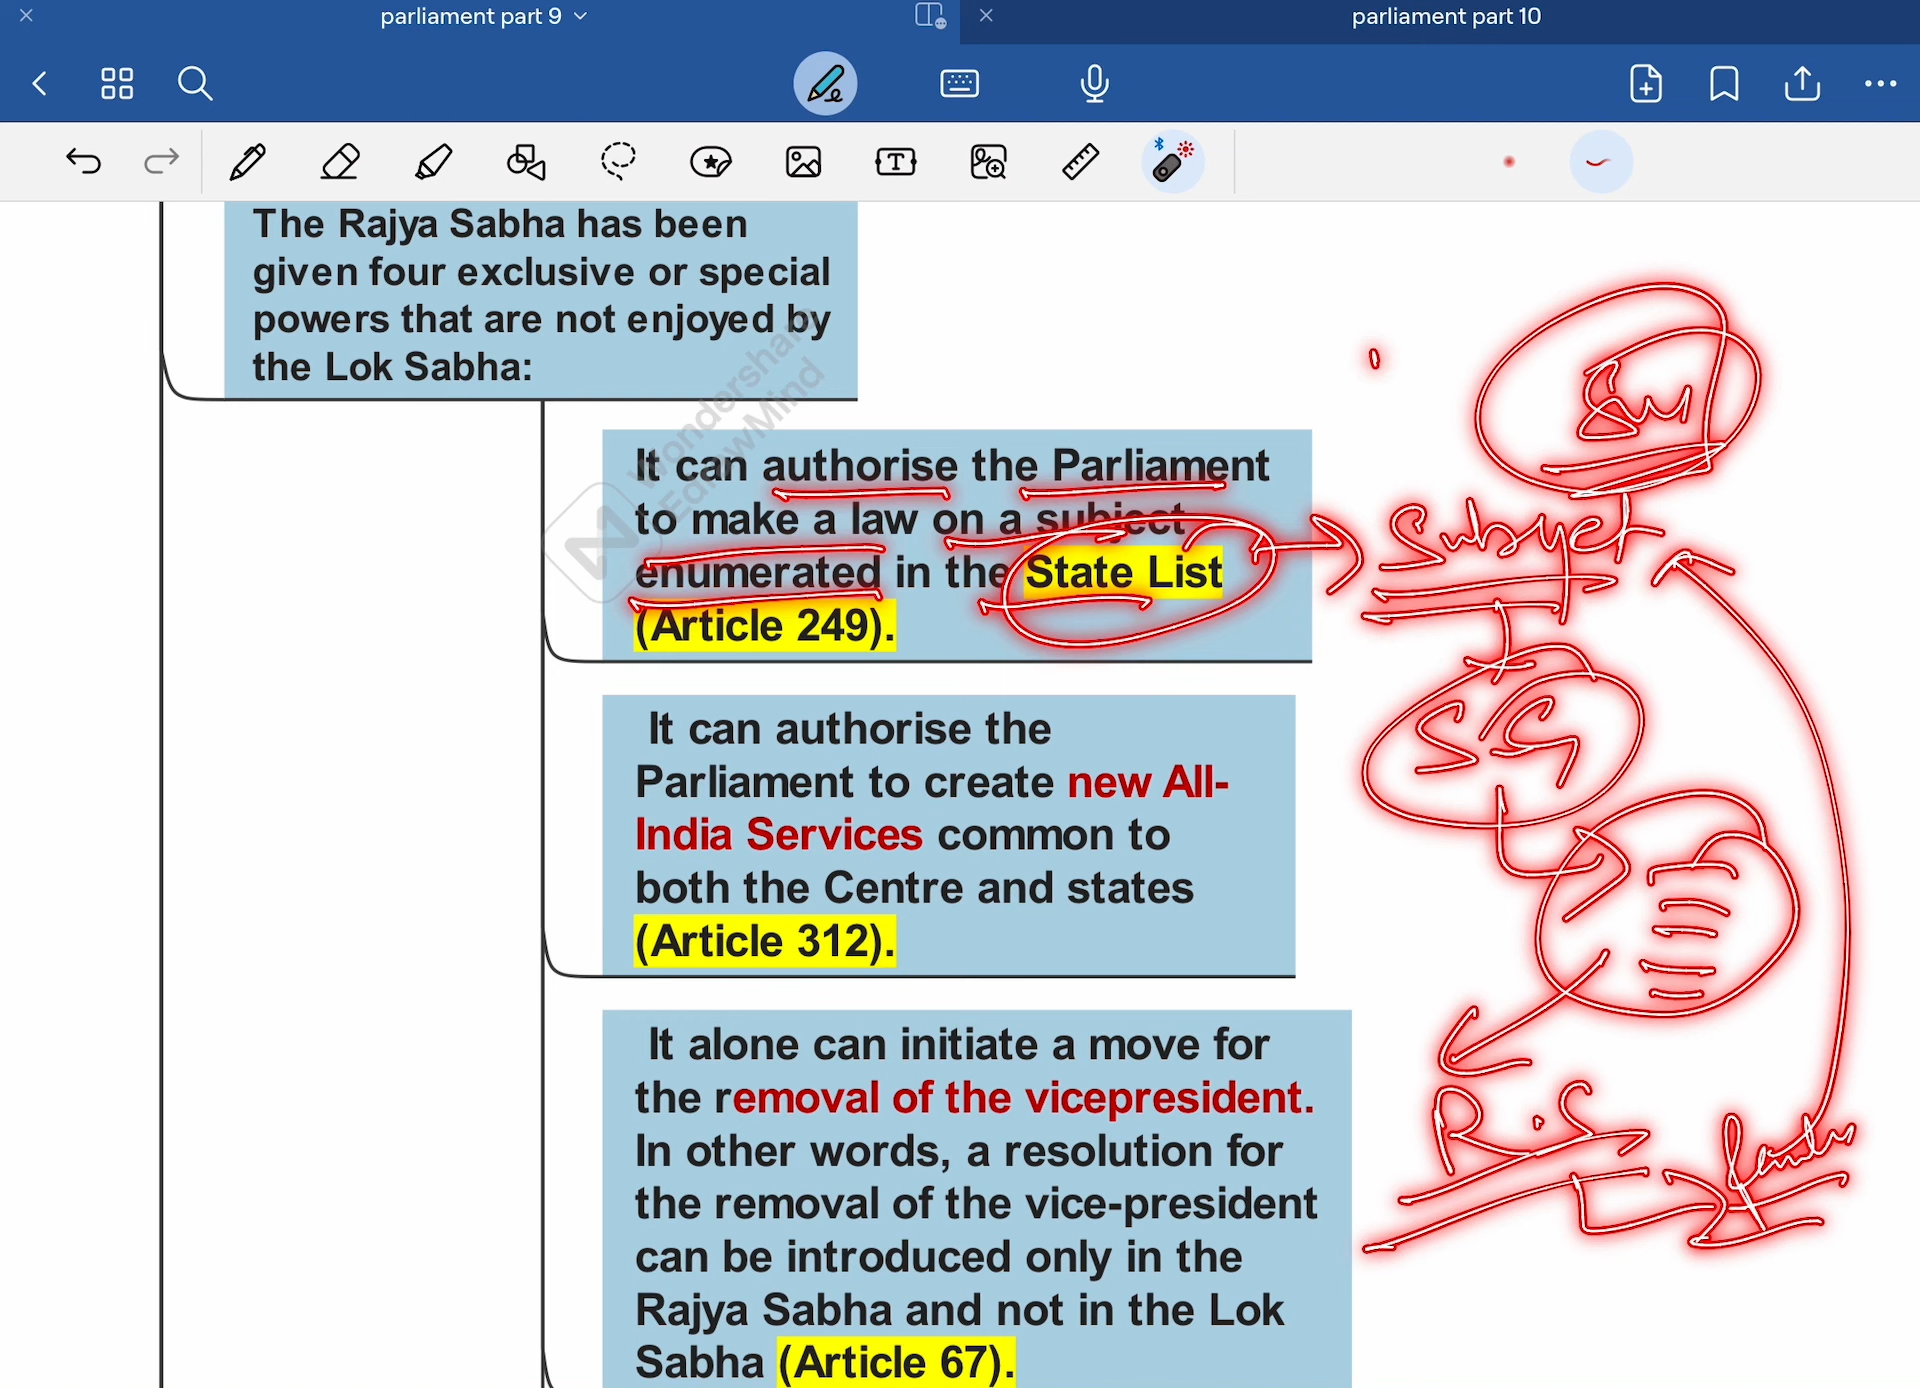 parliament part 9
parliament part 10
The Rajya Sabha has been
given four exclusive or special
powers that are not enjoyed by
the Lok Sabha:
It can authorise the Parliament
to make a law on a subject
enumerated in the State List
(Article 249).
It can authorise the
Parliament to create new All-
India Services common to
both the Centre and states
(Article 312).
It alone can initiate a move for
the removal of the vicepresident.
In other words, a resolution for
the removal of the vice-president
can be introduced only in the
Rajya Sabha and not in the Lok
Sabha (Article 67).
Wondershare
EdrawMind
Subject
SG
R.S